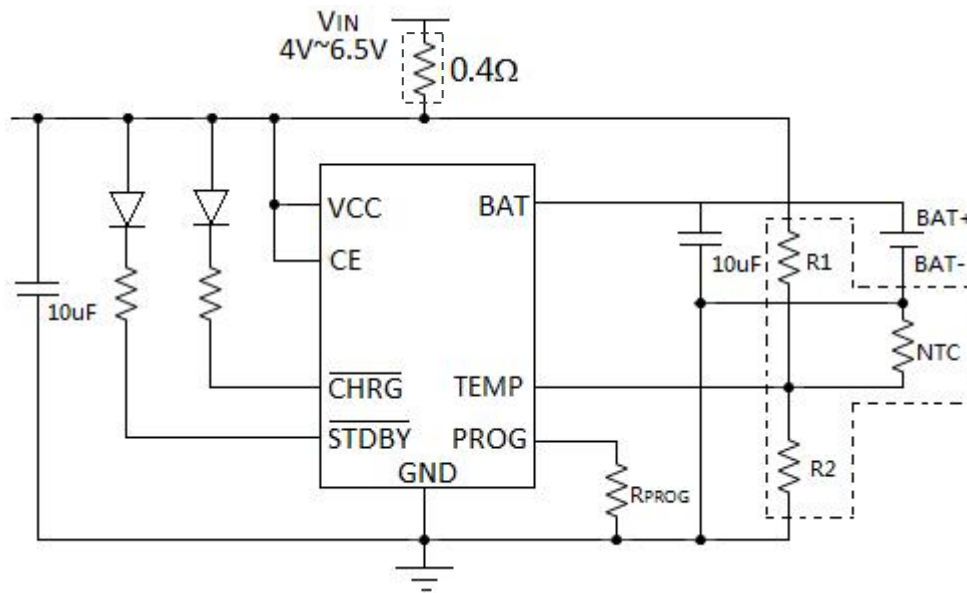 VIN
4V~6.5V
0.4Ω
VCC
BAT
CE
BAT+
BAT-
10uF
R1
10uF
NTC
CHRG
TEMP
STDBY
PROG
GND
R2
RPROG